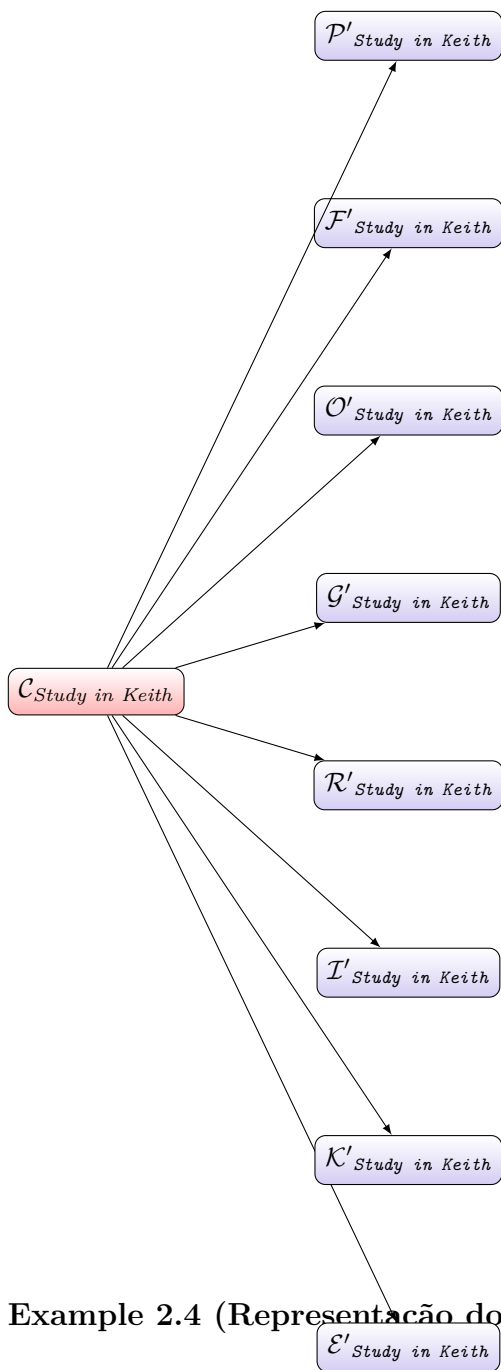 𝒫′Study in Keith
ℱ′Study in Keith
𝒪′Study in Keith
𝒢′Study in Keith
𝒞Study in Keith
ℛ′Study in Keith
ℐ′Study in Keith
𝒦′Study in Keith
Example 2.4 (Representação do
ℰ′Study in Keith